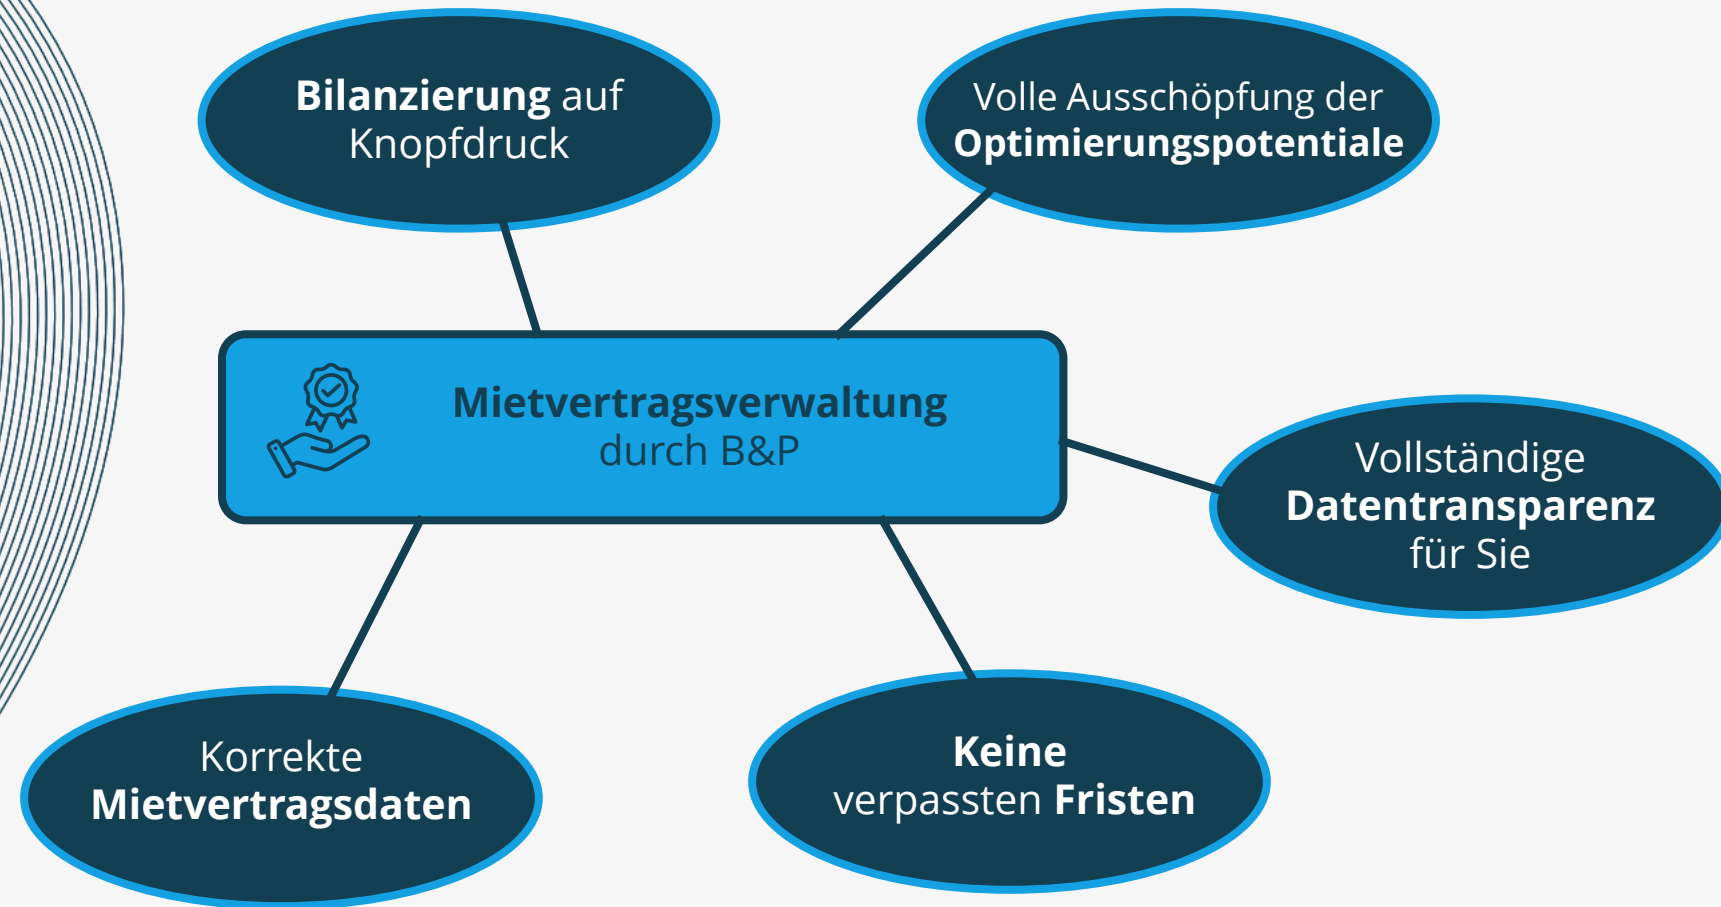 Bilanzierung auf
Knopfdruck
Volle Ausschöpfung der
Optimierungspotentiale
Mietvertragsverwaltung
durch B&P
Vollständige
Datentransparenz
für Sie
Korrekte
Mietvertragsdaten
Keine
verpassten Fristen